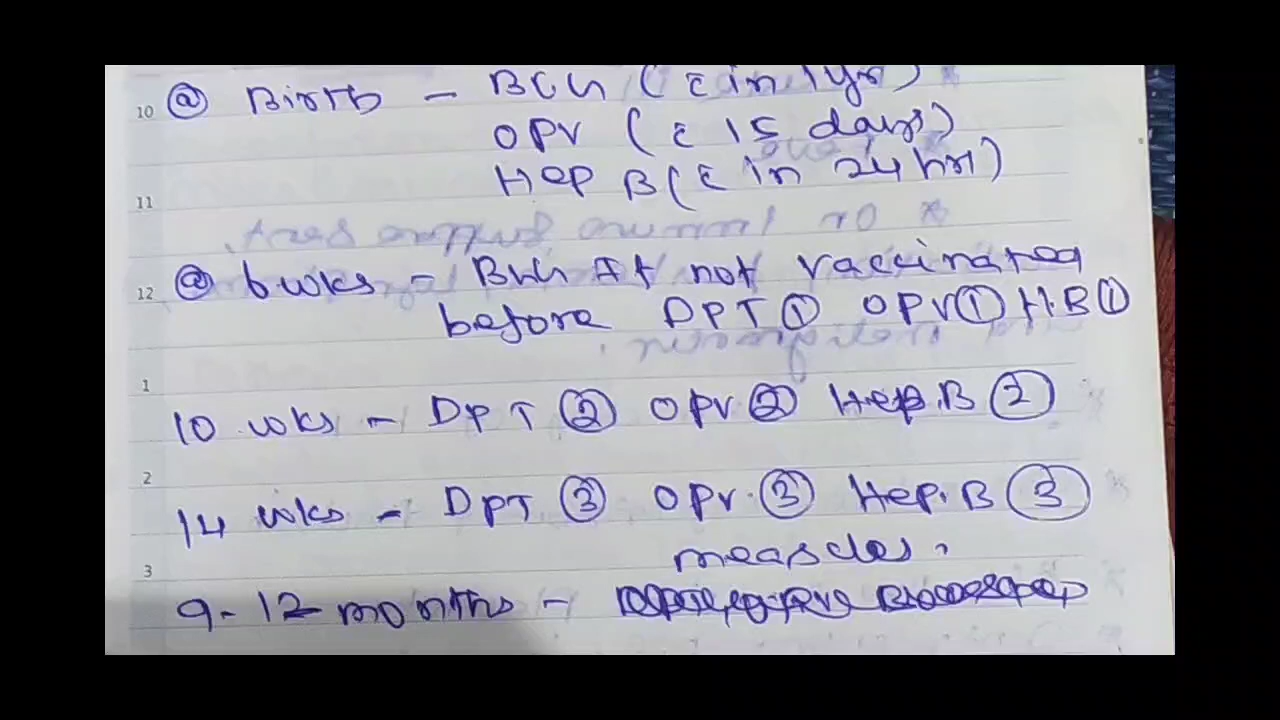 10 @ Birth - BCG (c in 1yr)
OPV (c 15 days)
11 Hep B (c in 24 hr)
12 @ 6 wks - BCG If not vaccinated
before DPT ① OPV ① H.B ①
1
10 wks - DPT ② OPV ② Hep.B ②
2
14 wks - DPT ③ OPV ③ Hep.B ③
measles.
3
9-12 months -